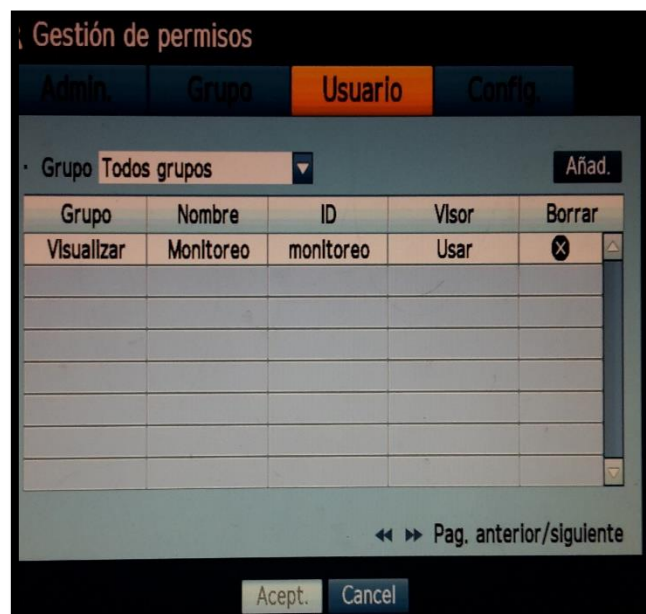 Gestión de permisos
Admin. Grupo Usuario Config.
Grupo Todos grupos Añad.
Grupo Nombre ID Visor Borrar
Visualizar Monitoreo monitoreo Usar
Pag. anterior/siguiente
Acept. Cancel